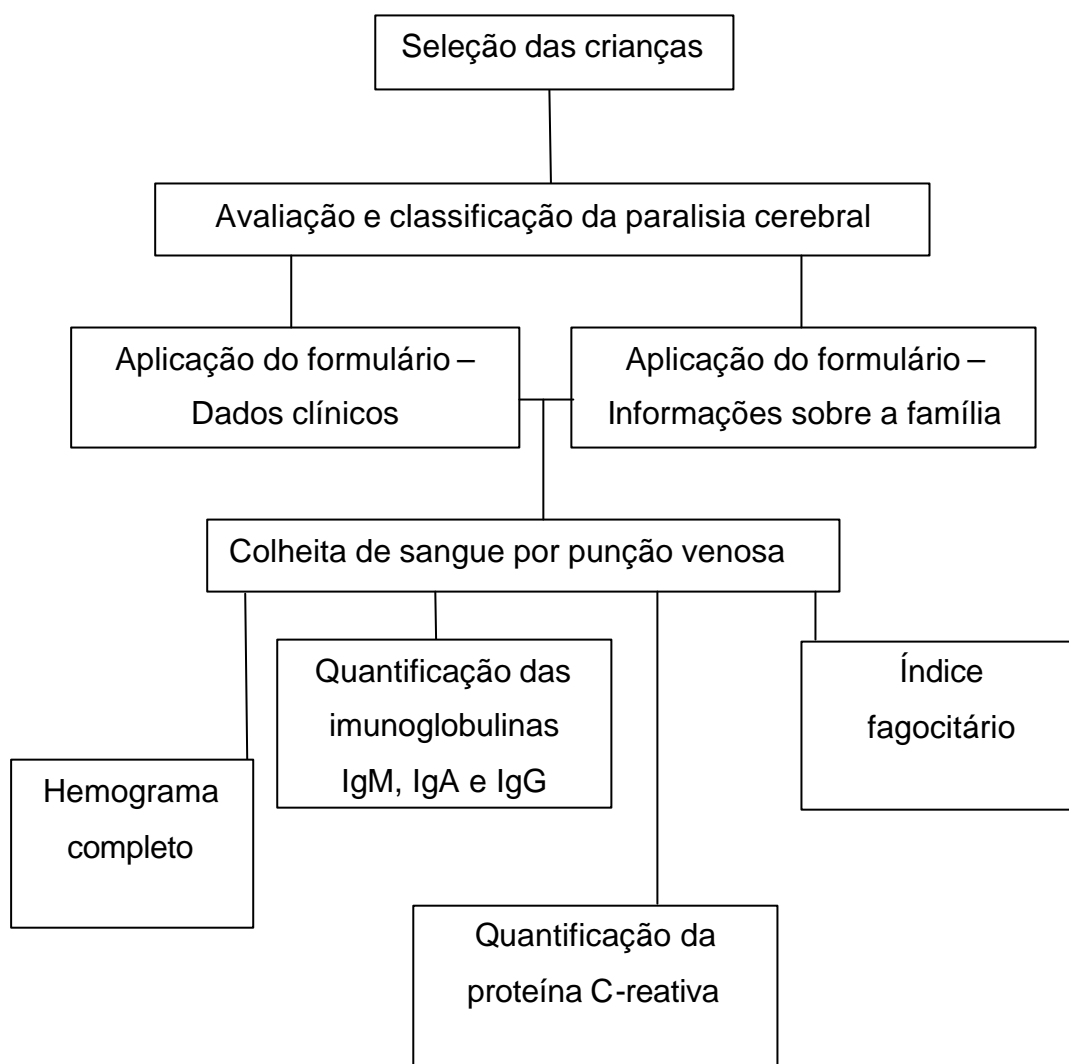 Seleção das crianças
Avaliação e classificação da paralisia cerebral
Aplicação do formulário –
Dados clínicos
Aplicação do formulário –
Informações sobre a família
Colheita de sangue por punção venosa
Hemograma
completo
Quantificação das
imunoglobulinas
IgM, IgA e IgG
Quantificação da
proteína C-reativa
Índice
fagocitário